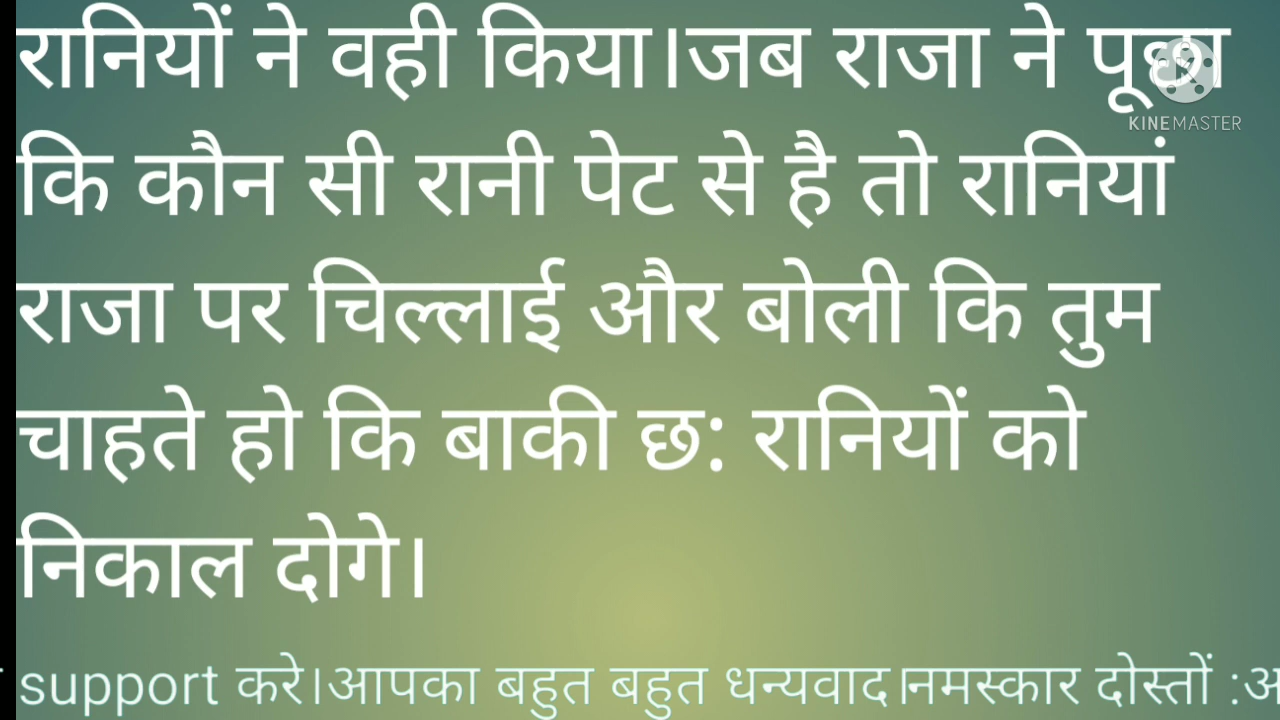 रानियों ने वही किया।जब राजा ने पूछा
KINEMASTER
कि कौन सी रानी पेट से है तो रानियां
राजा पर चिल्लाई और बोली कि तुम
चाहते हो कि बाकी छ: रानियों को
निकाल दोगे।
support करे।आपका बहुत बहुत धन्यवाद।नमस्कार दोस्तों :